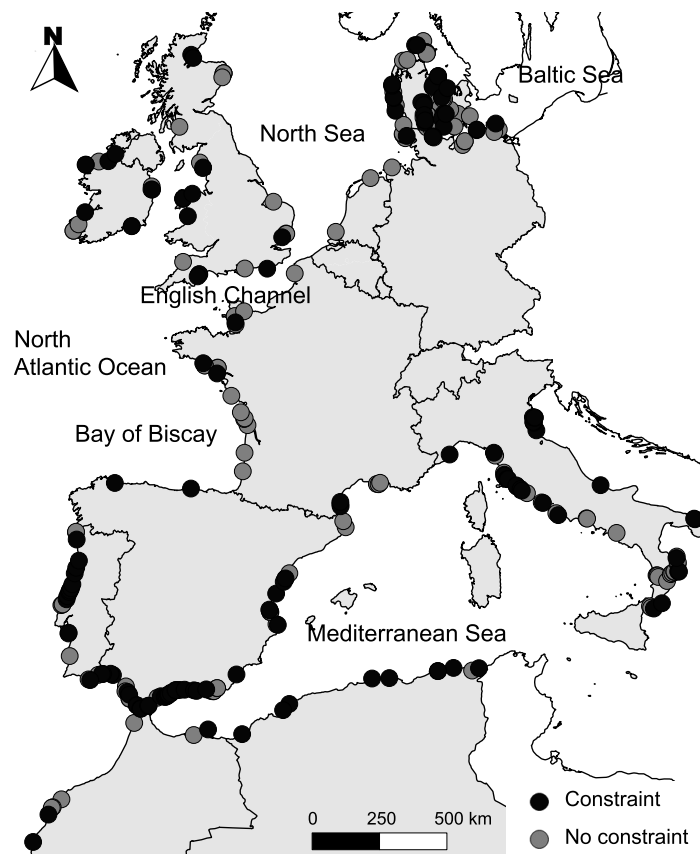 N
Baltic Sea
North Sea
English Channel
North
Atlantic Ocean
Bay of Biscay
Mediterranean Sea
Constraint
0 250 500 km
No constraint